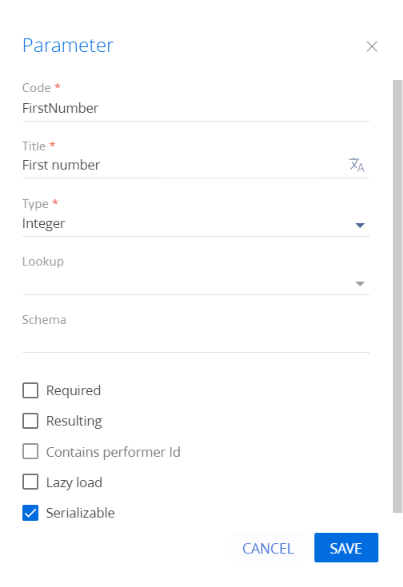 Parameter
Code *
FirstNumber
Title *
First number
Type *
Integer
Lookup
Schema
Required
Resulting
Contains performer Id
Lazy load
Serializable
CANCEL SAVE